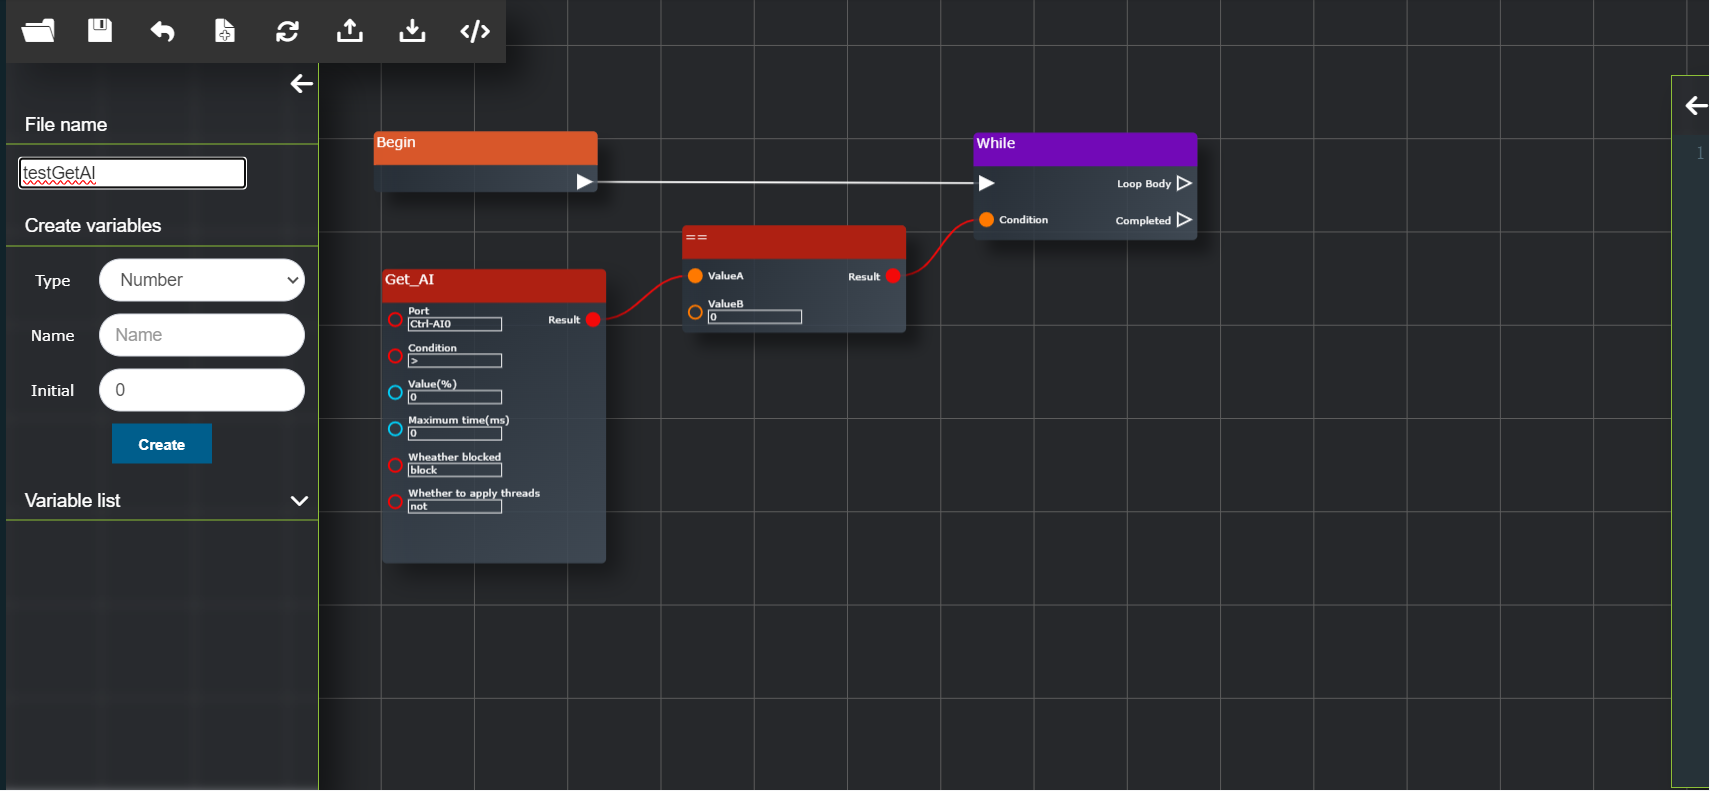 File name
testGetAI
Create variables
Type Number
Name Name
Initial 0
Create
Variable list
Begin
While
Loop Body
Condition
Completed
==
ValueA
Result
ValueB
0
Get_AI
Port
Ctrl-AI0
Result
Condition
>
Value(%)
0
Maximum time(ms)
0
Wheather blocked
block
Whether to apply threads
not
1